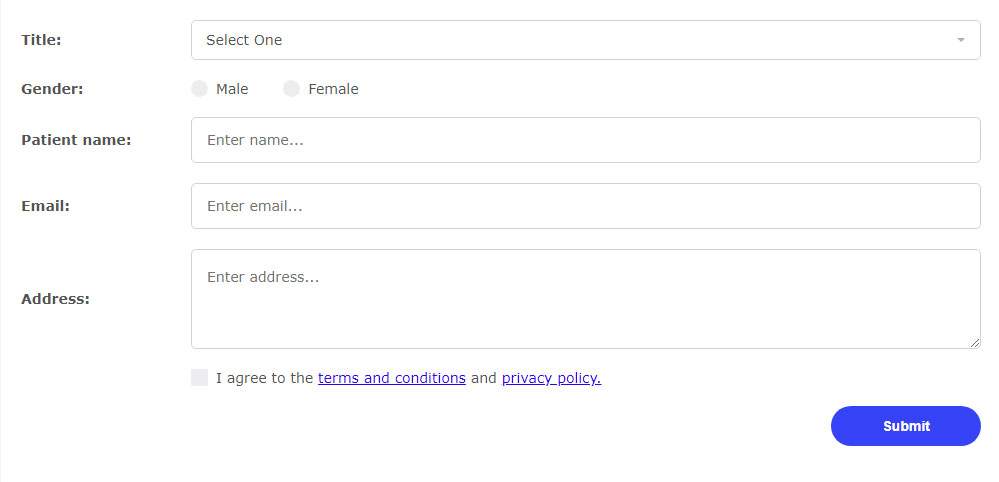 Title: Select One
Gender: Male Female
Patient name: Enter name...
Email: Enter email...
Enter address...
Address:
I agree to the terms and conditions and privacy policy.
Submit